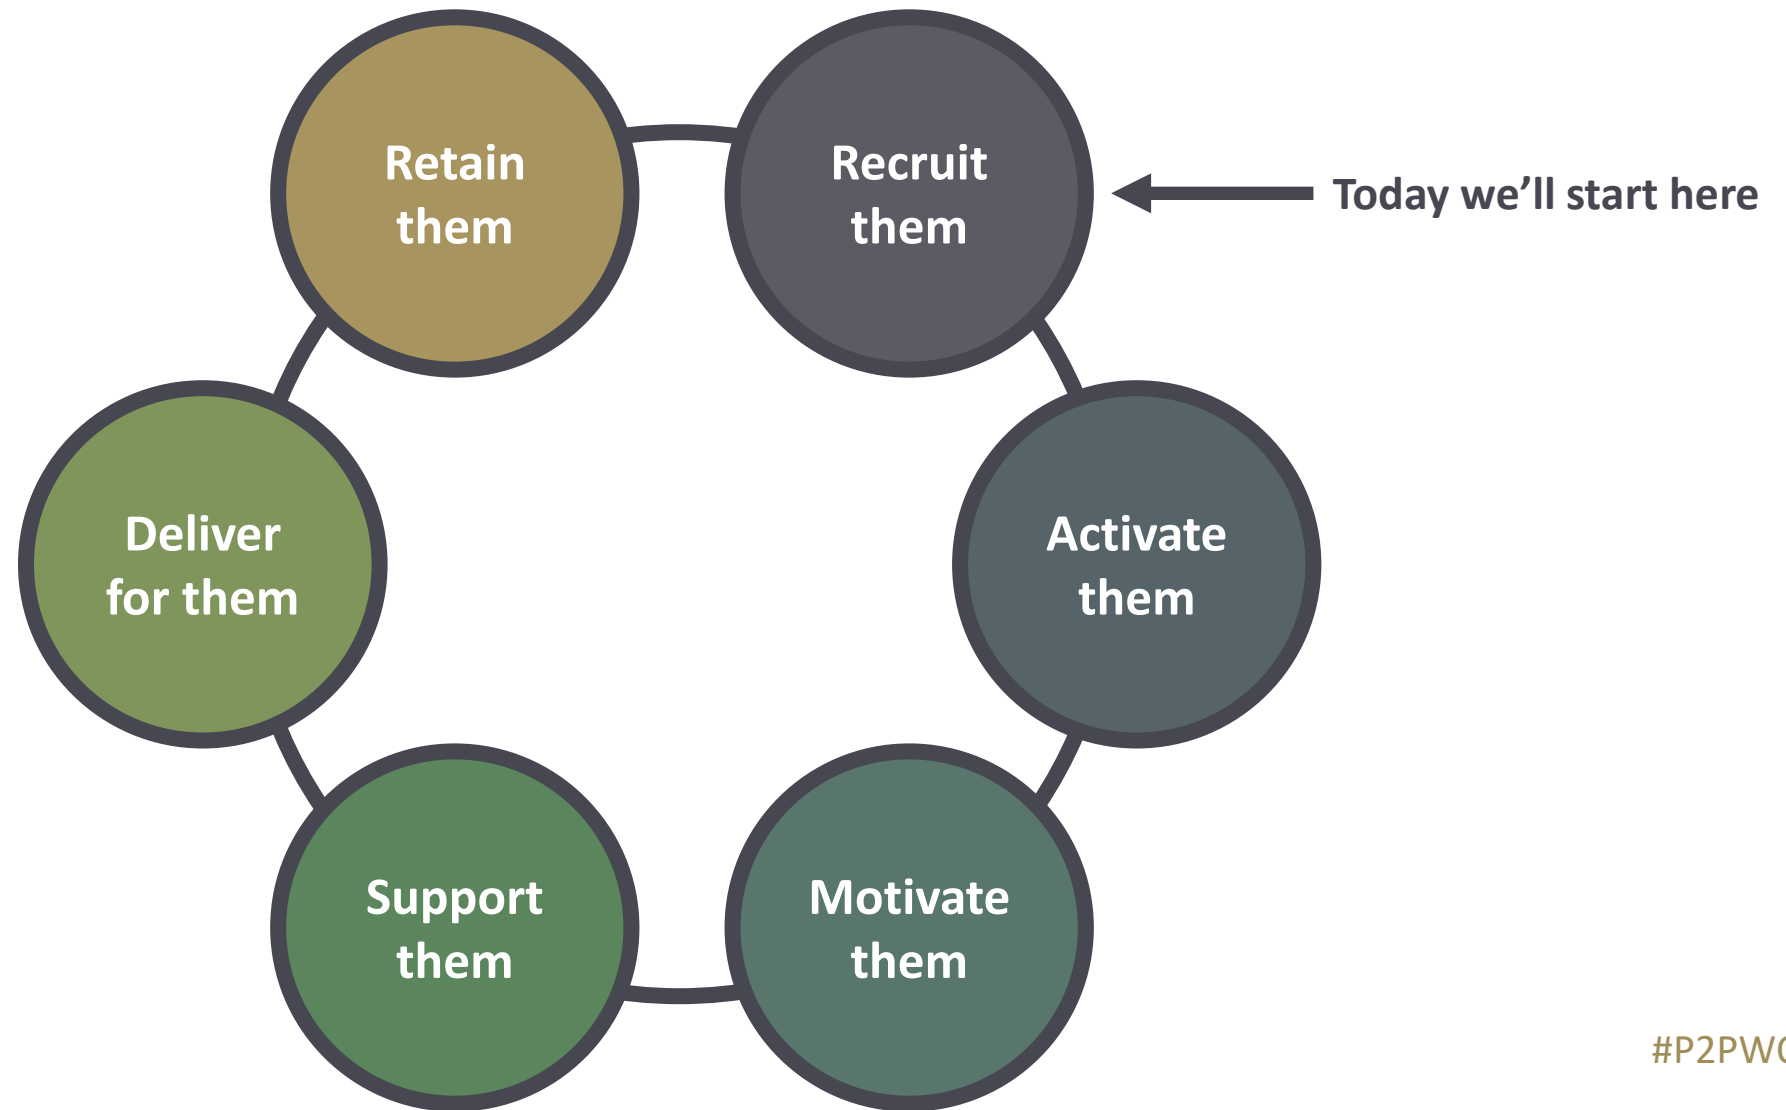 Retain
them
Recruit
them
Today we’ll start here
Deliver
for them
Activate
them
Support
them
Motivate
them